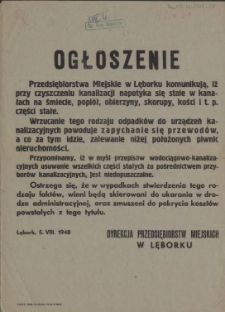 OGŁOSZENIE
Przedsiębiorstwa Miejskie w Lęborku komunikują, iż
przy czyszczeniu kanalizacji napotyka się stale w kana-
łach na śmiecie, popiół, obierzyny, skorupy, kości i t. p.
części stałe.
Wrzucanie tego rodzaju odpadków do urządzeń ka-
nalizacyjnych powoduje zapychanie się przewodów,
a co za tym idzie, zalewanie niżej położonych piwnic
nieruchomości.
Przypominamy, iż w myśl przepisów wodociągowo-kanaliza-
cyjnych usuwanie wszelkich części stałych za pośrednictwem przy-
borów kanalizacyjnych, jest niedopuszczalne.
Ostrzega się, że w wypadkach stwierdzenia tego ro-
dzaju faktów, winni będą skierowani do ukarania w dro-
dze administracyjnej, oraz zmuszeni do pokrycia kosztów
powstałych z tego tytułu.
Lębork, 5. VIII. 1948
DYREKCJA PRZEDSIĘBIORSTW MIEJSKICH
W LĘBORKU